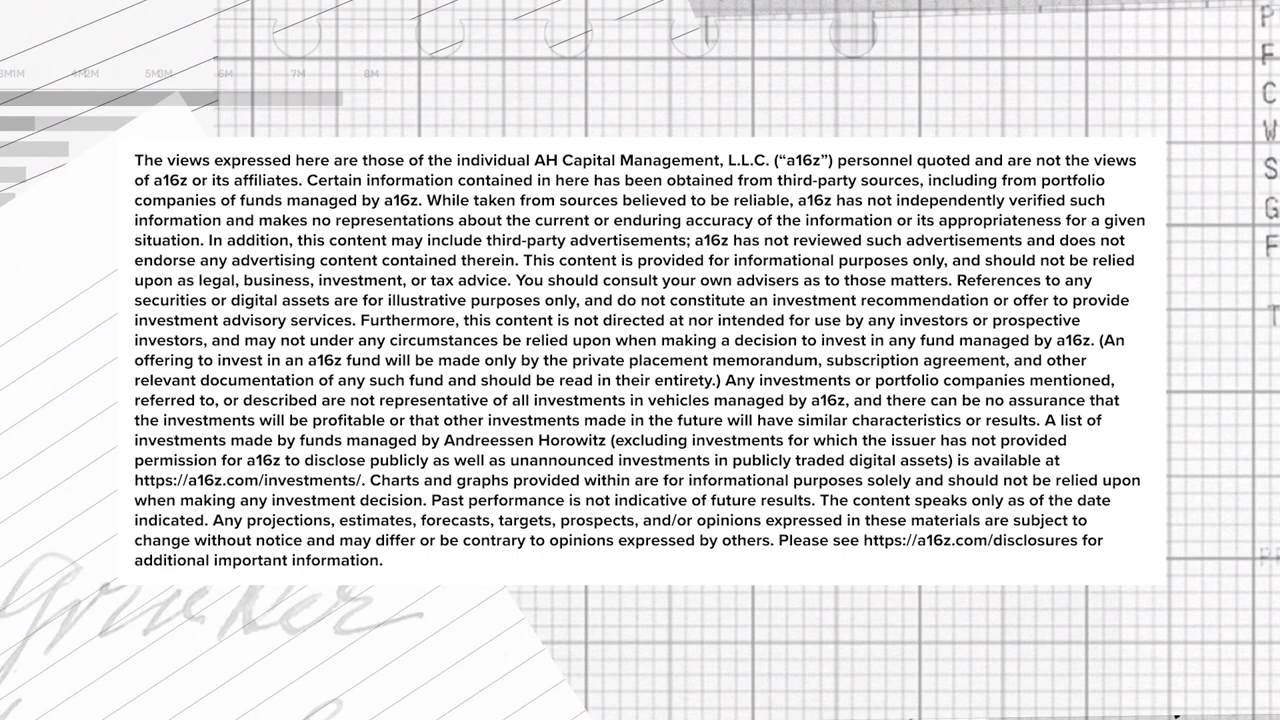 3M1M 4M2M 5M3M 6M 7M 8M
P
F
C
W
S
G
F
T
The views expressed here are those of the individual AH Capital Management, L.L.C. (“a16z”) personnel quoted and are not the views
of a16z or its affiliates. Certain information contained in here has been obtained from third-party sources, including from portfolio
companies of funds managed by a16z. While taken from sources believed to be reliable, a16z has not independently verified such
information and makes no representations about the current or enduring accuracy of the information or its appropriateness for a given
situation. In addition, this content may include third-party advertisements; a16z has not reviewed such advertisements and does not
endorse any advertising content contained therein. This content is provided for informational purposes only, and should not be relied
upon as legal, business, investment, or tax advice. You should consult your own advisers as to those matters. References to any
securities or digital assets are for illustrative purposes only, and do not constitute an investment recommendation or offer to provide
investment advisory services. Furthermore, this content is not directed at nor intended for use by any investors or prospective
investors, and may not under any circumstances be relied upon when making a decision to invest in any fund managed by a16z. (An
offering to invest in an a16z fund will be made only by the private placement memorandum, subscription agreement, and other
relevant documentation of any such fund and should be read in their entirety.) Any investments or portfolio companies mentioned,
referred to, or described are not representative of all investments in vehicles managed by a16z, and there can be no assurance that
the investments will be profitable or that other investments made in the future will have similar characteristics or results. A list of
investments made by funds managed by Andreessen Horowitz (excluding investments for which the issuer has not provided
permission for a16z to disclose publicly as well as unannounced investments in publicly traded digital assets) is available at
https://a16z.com/investments/. Charts and graphs provided within are for informational purposes solely and should not be relied upon
when making any investment decision. Past performance is not indicative of future results. The content speaks only as of the date
indicated. Any projections, estimates, forecasts, targets, prospects, and/or opinions expressed in these materials are subject to
change without notice and may differ or be contrary to opinions expressed by others. Please see https://a16z.com/disclosures for
additional important information.